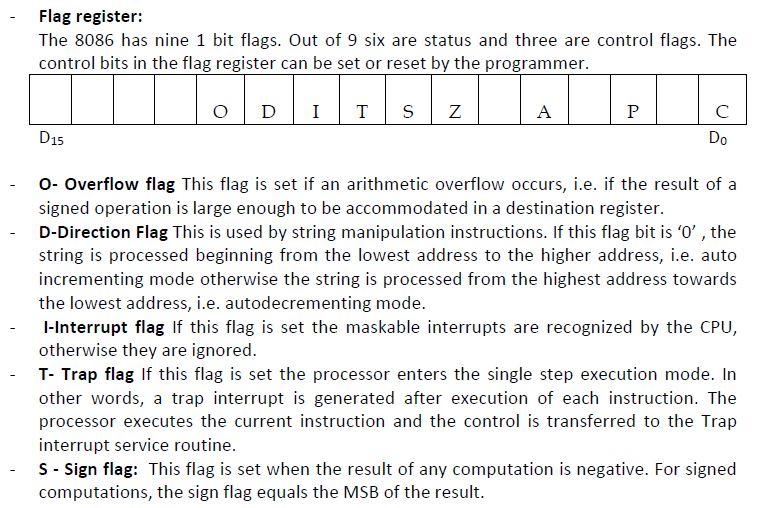 - Flag register:
The 8086 has nine 1 bit flags. Out of 9 six are status and three are control flags. The
control bits in the flag register can be set or reset by the programmer.
O D I T S Z A P C
D15 D0
- O- Overflow flag This flag is set if an arithmetic overflow occurs, i.e. if the result of a
signed operation is large enough to be accommodated in a destination register.
- D-Direction Flag This is used by string manipulation instructions. If this flag bit is ‘0’ , the
string is processed beginning from the lowest address to the higher address, i.e. auto
incrementing mode otherwise the string is processed from the highest address towards
the lowest address, i.e. autodecrementing mode.
- I-Interrupt flag If this flag is set the maskable interrupts are recognized by the CPU,
otherwise they are ignored.
- T- Trap flag If this flag is set the processor enters the single step execution mode. In
other words, a trap interrupt is generated after execution of each instruction. The
processor executes the current instruction and the control is transferred to the Trap
interrupt service routine.
- S - Sign flag: This flag is set when the result of any computation is negative. For signed
computations, the sign flag equals the MSB of the result.